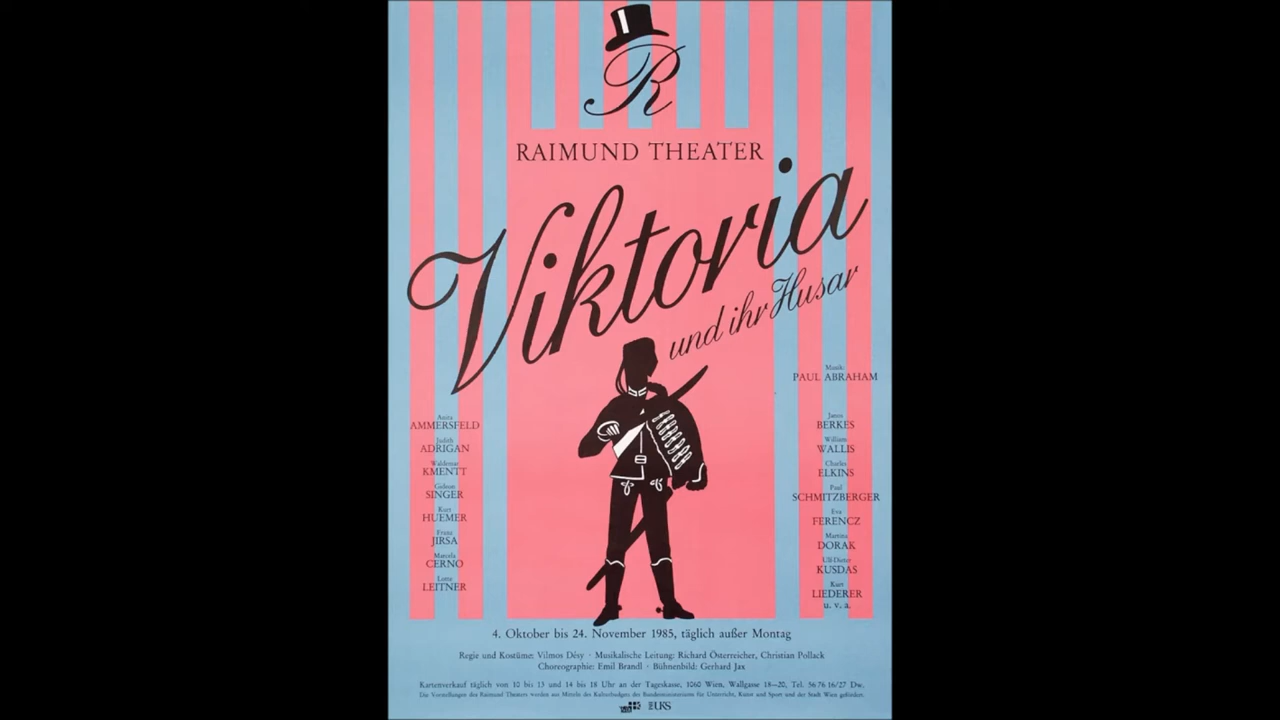 R
RAIMUND THEATER
Viktoria
und ihr Husar
Musik:
PAUL ABRAHAM
Anita
AMMERSFELD
Judith
ADRIGAN
Waldemar
KMENTT
Gideon
SINGER
Kurt
HUEMER
Franz
JIRSA
Marcela
CERNO
Lotte
LEITNER
Janos
BERKES
William
WALLIS
Charles
ELKINS
Paul
SCHMITZBERGER
Eva
FERENCZ
Martina
DORAK
Ulf-Dieter
KUSDAS
Kurt
LIEDERER
u. v. a.
4. Oktober bis 24. November 1985, täglich außer Montag
Regie und Kostüme: Vilmos Désy · Musikalische Leitung: Richard Österreicher, Christian Pollack
Choreographie: Emil Brandl · Bühnenbild: Gerhard Jax
Kartenverkauf täglich von 10 bis 13 und 14 bis 18 Uhr an der Tageskasse, 1060 Wien, Wallgasse 18—20, Tel. 56 76 16/27 Dw.
Die Vorstellungen des Raimund Theaters werden aus Mitteln des Kulturbudgets des Bundesministeriums für Unterricht, Kunst und Sport und der Stadt Wien gefördert.